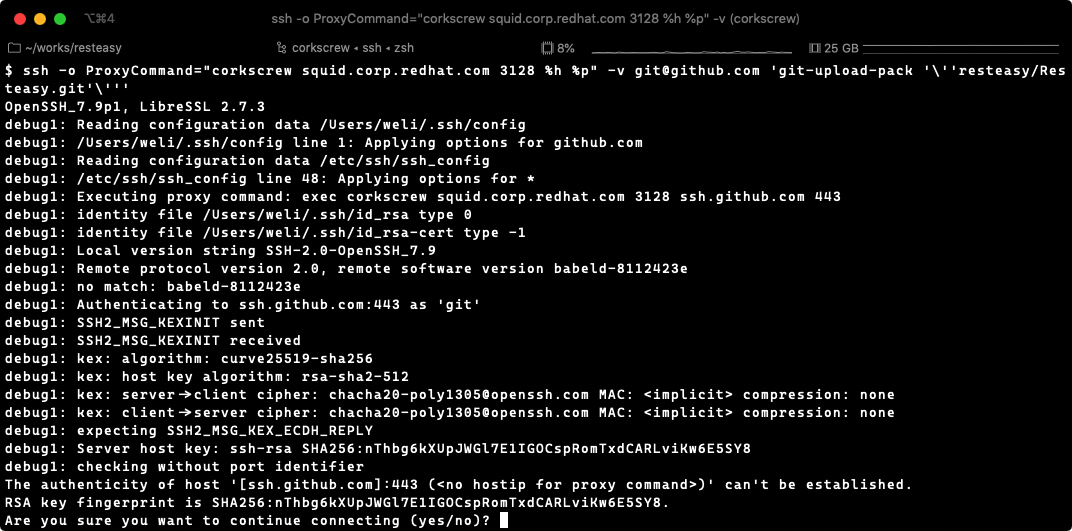 ⌥⌘4
ssh -o ProxyCommand="corkscrew squid.corp.redhat.com 3128 %h %p" -v (corkscrew)
~/works/resteasy
corkscrew ◂ ssh ◂ zsh
8%
25 GB
$ ssh -o ProxyCommand="corkscrew squid.corp.redhat.com 3128 %h %p" -v git@github.com 'git-upload-pack '\''resteasy/Res
teasy.git'\'''
OpenSSH_7.9p1, LibreSSL 2.7.3
debug1: Reading configuration data /Users/weli/.ssh/config
debug1: /Users/weli/.ssh/config line 1: Applying options for github.com
debug1: Reading configuration data /etc/ssh/ssh_config
debug1: /etc/ssh/ssh_config line 48: Applying options for *
debug1: Executing proxy command: exec corkscrew squid.corp.redhat.com 3128 ssh.github.com 443
debug1: identity file /Users/weli/.ssh/id_rsa type 0
debug1: identity file /Users/weli/.ssh/id_rsa-cert type -1
debug1: Local version string SSH-2.0-OpenSSH_7.9
debug1: Remote protocol version 2.0, remote software version babeld-8112423e
debug1: no match: babeld-8112423e
debug1: Authenticating to ssh.github.com:443 as 'git'
debug1: SSH2_MSG_KEXINIT sent
debug1: SSH2_MSG_KEXINIT received
debug1: kex: algorithm: curve25519-sha256
debug1: kex: host key algorithm: rsa-sha2-512
debug1: kex: server->client cipher: chacha20-poly1305@openssh.com MAC: <implicit> compression: none
debug1: kex: client->server cipher: chacha20-poly1305@openssh.com MAC: <implicit> compression: none
debug1: expecting SSH2_MSG_KEX_ECDH_REPLY
debug1: Server host key: ssh-rsa SHA256:nThbg6kXUpJWGl7E1IGOCspRomTxdCARLviKw6E5SY8
debug1: checking without port identifier
The authenticity of host '[ssh.github.com]:443 (<no hostip for proxy command>)' can't be established.
RSA key fingerprint is SHA256:nThbg6kXUpJWGl7E1IGOCspRomTxdCARLviKw6E5SY8.
Are you sure you want to continue connecting (yes/no)?